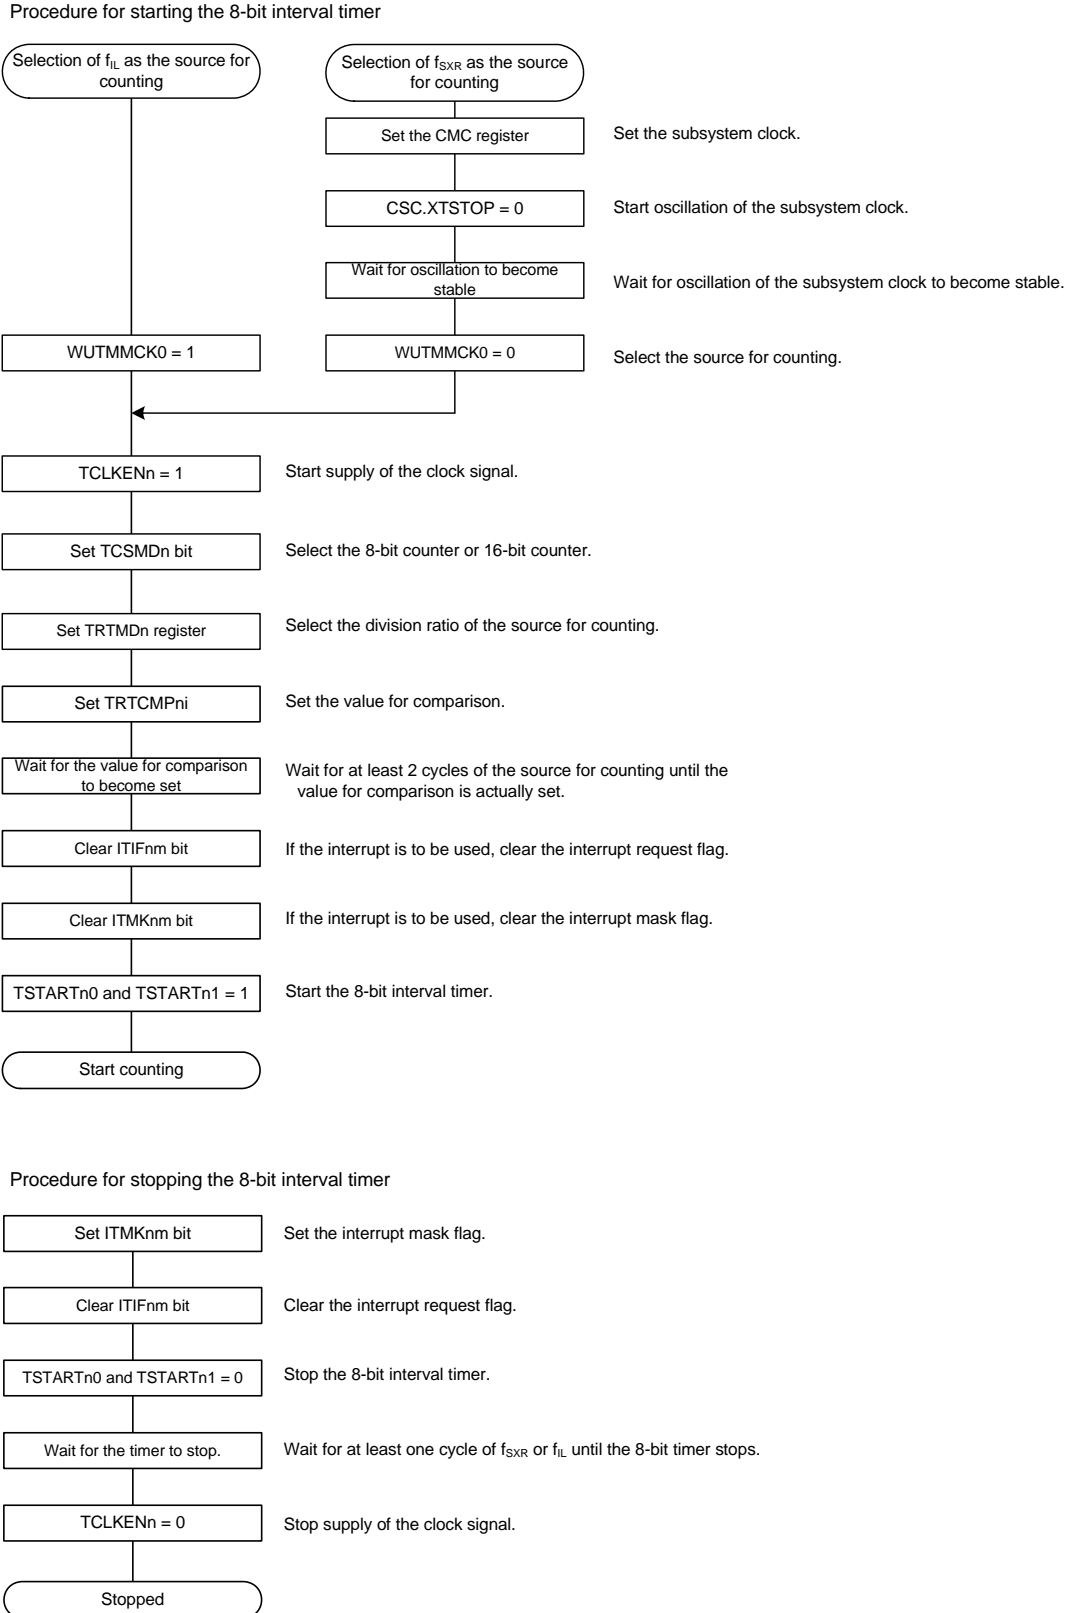 Procedure for starting the 8-bit interval timer
Selection of fIL as the source for
counting
Selection of fSXR as the source
for counting
Set the CMC register
Set the subsystem clock.
CSC.XTSTOP = 0
Start oscillation of the subsystem clock.
Wait for oscillation to become
stable
Wait for oscillation of the subsystem clock to become stable.
WUTMMCK0 = 1
WUTMMCK0 = 0
Select the source for counting.
TCLKENn = 1
Start supply of the clock signal.
Set TCSMDn bit
Select the 8-bit counter or 16-bit counter.
Set TRTMDn register
Select the division ratio of the source for counting.
Set TRTCMPni
Set the value for comparison.
Wait for the value for comparison
to become set
Wait for at least 2 cycles of the source for counting until the
value for comparison is actually set.
Clear ITIFnm bit
If the interrupt is to be used, clear the interrupt request flag.
Clear ITMKnm bit
If the interrupt is to be used, clear the interrupt mask flag.
TSTARTn0 and TSTARTn1 = 1
Start the 8-bit interval timer.
Start counting
Procedure for stopping the 8-bit interval timer
Set ITMKnm bit
Set the interrupt mask flag.
Clear ITIFnm bit
Clear the interrupt request flag.
TSTARTn0 and TSTARTn1 = 0
Stop the 8-bit interval timer.
Wait for the timer to stop.
Wait for at least one cycle of fSXR or fIL until the 8-bit timer stops.
TCLKENn = 0
Stop supply of the clock signal.
Stopped